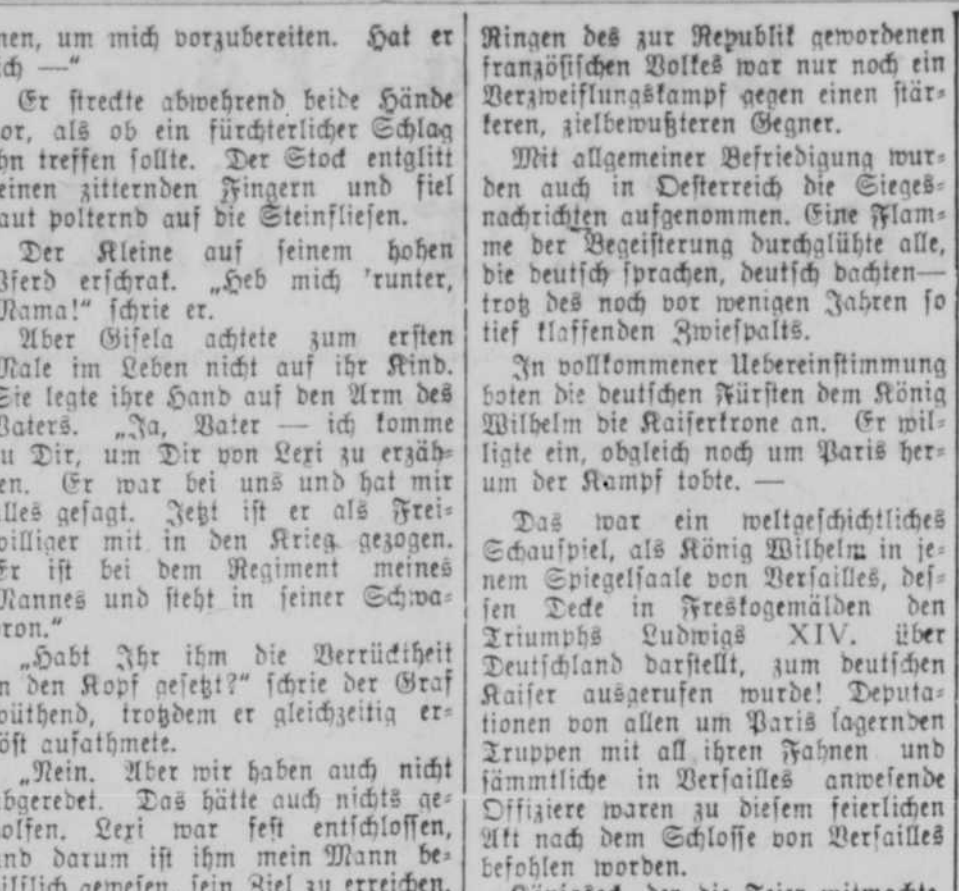 nen, um mich vorzubereiten. Hat er
ich —“
Er streckte abwehrend beide Hände
vor, als ob ein fürchterlicher Schlag
ihn treffen sollte. Der Stock entglitt
seinen zitternden Fingern und fiel
laut polternd auf die Steinfliesen.
Der Kleine auf seinem hohen
Pferd erschrak. „Heb mich 'runter,
Mama!“ schrie er.
Aber Gisela achtete zum ersten
Male im Leben nicht auf ihr Kind.
Sie legte ihre Hand auf den Arm des
Vaters. „Ja, Vater — ich komme
zu Dir, um Dir von Lexi zu erzäh-
len. Er war bei uns und hat mir
alles gesagt. Jetzt ist er als Frei-
williger mit in den Krieg gezogen.
Er ist bei dem Regiment meines
Mannes und steht in seiner Schwa-
dron.“
„Habt Ihr ihm die Verrücktheit
in den Kopf gesetzt?“ schrie der Graf
wüthend, trotzdem er gleichzeitig er-
löst aufathmete.
„Nein. Aber wir haben auch nicht
abgeredet. Das hätte auch nichts ge-
holfen. Lexi war fest entschlossen,
und darum ist ihm mein Mann be-
hilflich gewesen, sein Ziel zu erreichen.
Ringen des zur Republik gewordenen
französischen Volkes war nur noch ein
Verzweiflungskampf gegen einen stär-
keren, zielbewußteren Gegner.
Mit allgemeiner Befriedigung wur-
den auch in Oesterreich die Sieges-
nachrichten aufgenommen. Eine Flam-
me der Begeisterung durchglühte alle,
die deutsch sprachen, deutsch dachten—
trotz des noch vor wenigen Jahren so
tief klaffenden Zwiespalts.
In vollkommener Uebereinstimmung
boten die deutschen Fürsten dem König
Wilhelm die Kaiserkrone an. Er wil-
ligte ein, obgleich noch um Paris her-
um der Kampf tobte. —
Das war ein weltgeschichtliches
Schauspiel, als König Wilhelm in je-
nem Spiegelsaale von Versailles, des-
sen Decke in Freskogemälden den
Triumphs Ludwigs XIV. über
Deutschland darstellt, zum deutschen
Kaiser ausgerufen wurde! Deputa-
tionen von allen um Paris lagernden
Truppen mit all ihren Fahnen und
sämmtliche in Versailles anwesende
Offiziere waren zu diesem feierlichen
Akt nach dem Schlosse von Versailles
befohlen worden.
der die Feier mitmachte